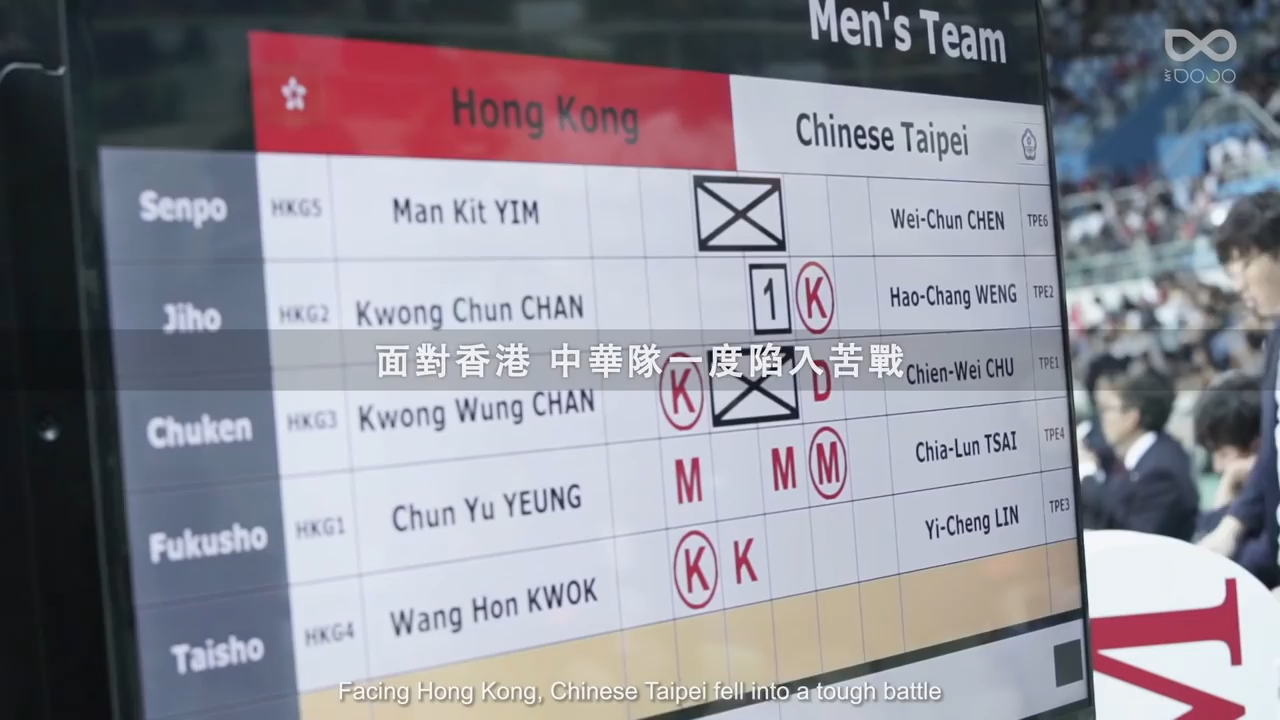 Men's Team
MY DOJO
Hong Kong Chinese Taipei
Senpo HKG5 Man Kit YIM Wei-Chun CHEN TPE6
Jiho HKG2 Kwong Chun CHAN 1 K Hao-Chang WENG TPE2
面對香港 中華隊一度陷入苦戰
Chuken HKG3 Kwong Wung CHAN K D Chien-Wei CHU TPE1
Fukusho HKG1 Chun Yu YEUNG M M M Chia-Lun TSAI TPE4
Taisho HKG4 Wang Hon KWOK K K Yi-Cheng LIN TPE3
M
Facing Hong Kong, Chinese Taipei fell into a tough battle